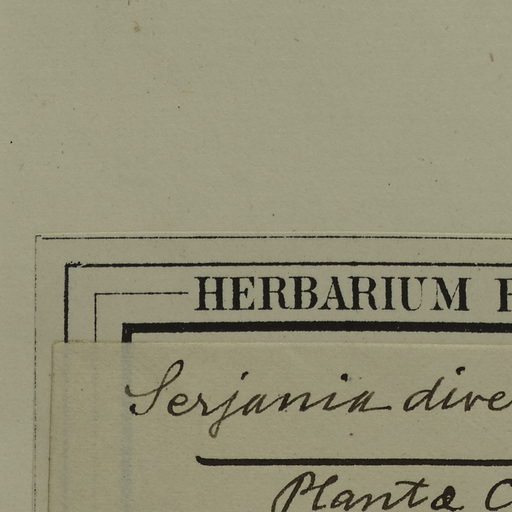 HERBARIUM
Serjania dive
Plantæ C